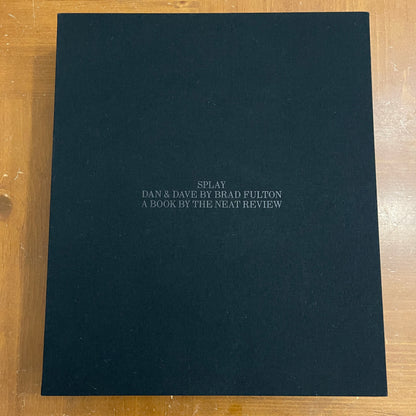 SPLAY
DAN & DAVE BY BRAD FULTON
A BOOK BY THE NEAT REVIEW